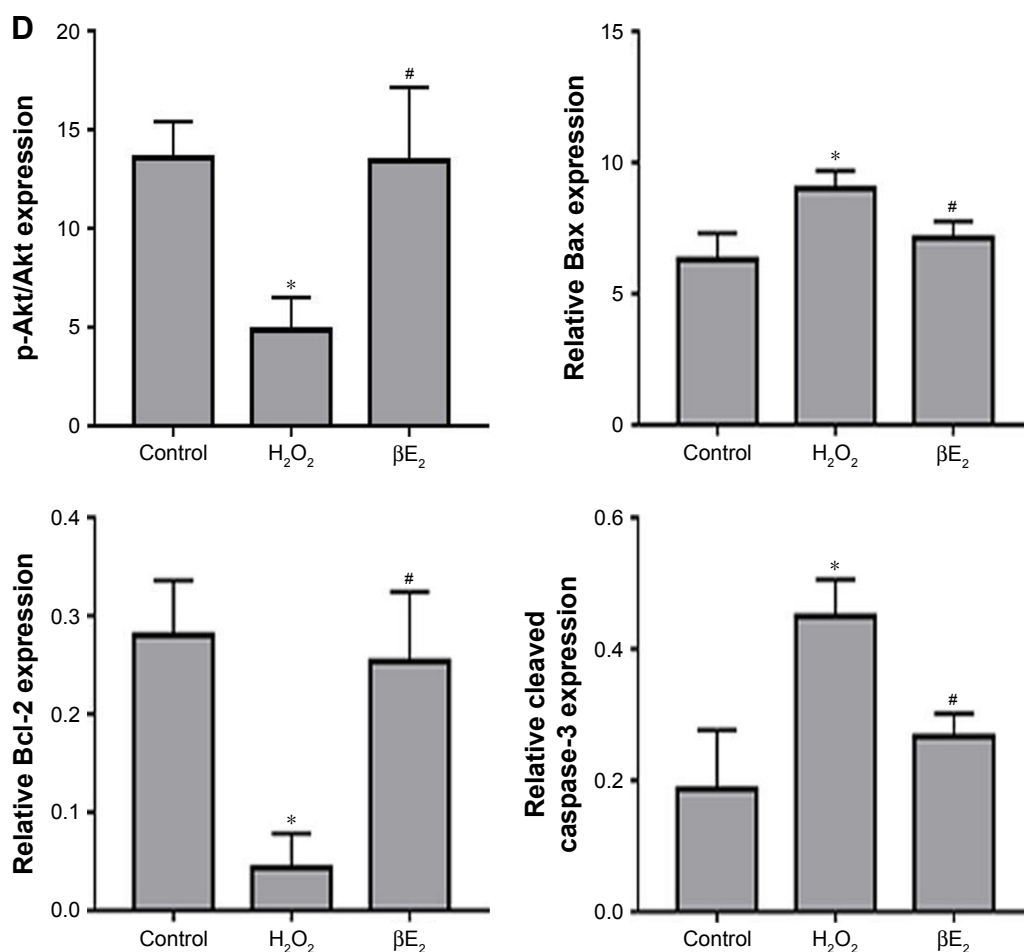 D
p-Akt/Akt expression
20
15
10
5
0
*
#
Control
H₂O₂
βE₂
Relative Bax expression
15
10
5
0
*
#
Control
H₂O₂
βE₂
Relative Bcl-2 expression
0.4
0.3
0.2
0.1
0.0
*
#
Control
H₂O₂
βE₂
Relative cleaved
caspase-3 expression
0.6
0.4
0.2
0.0
*
#
Control
H₂O₂
βE₂